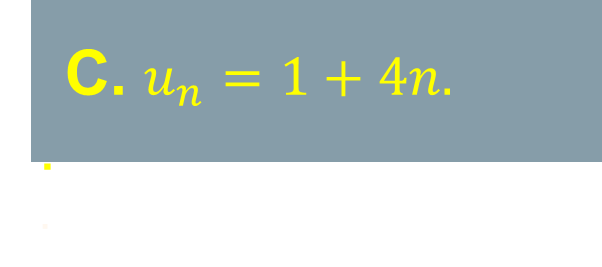 C. uₙ = 1 + 4n.